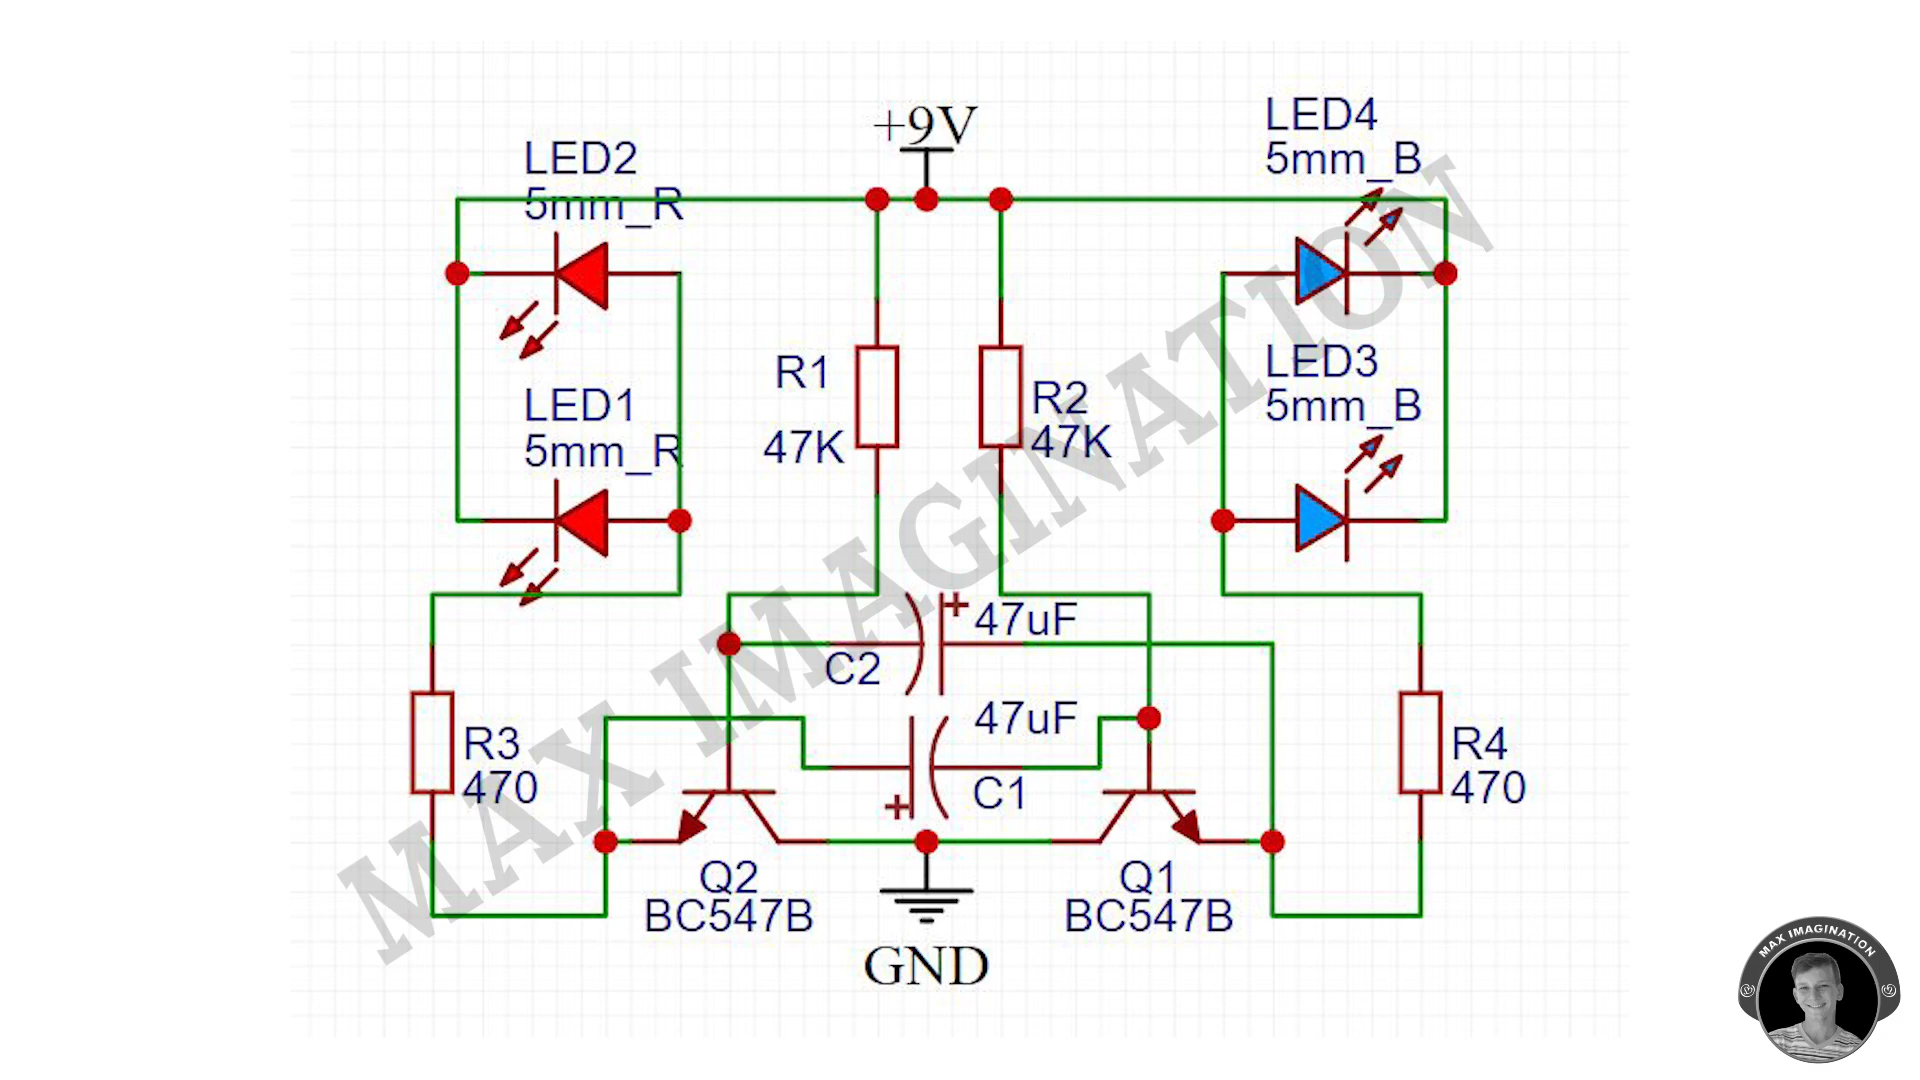 +9V
LED2
5mm_R
LED4
5mm_B
LED1
5mm_R
R1
47K
R2
47K
LED3
5mm_B
+
47uF
C2
47uF
+
C1
R3
470
R4
470
Q2
BC547B
Q1
BC547B
GND
MAX IMAGINATION
MAX IMAGINATION